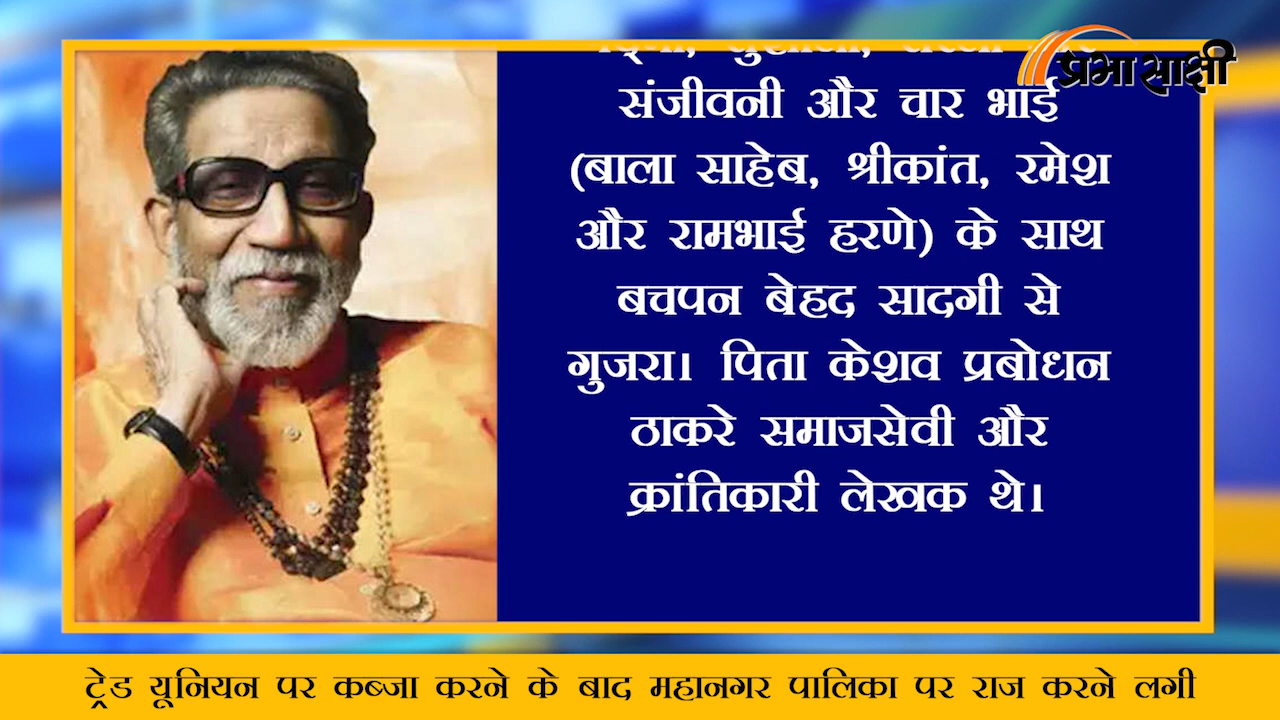 प्रभासाक्षी
संजीवनी और चार भाई
(बाला साहेब, श्रीकांत, रमेश
और रामभाई हरणे) के साथ
बचपन बेहद सादगी से
गुजरा। पिता केशव प्रबोधन
ठाकरे समाजसेवी और
क्रांतिकारी लेखक थे।
ट्रेड यूनियन पर कब्जा करने के बाद महानगर पालिका पर राज करने लगी